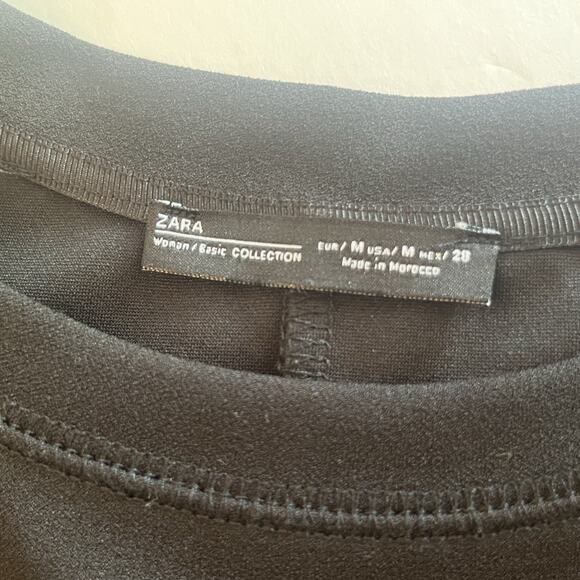 ZARA
Woman / Basic COLLECTION
EUR / M USA / M MEX / 28
Made in Morocco